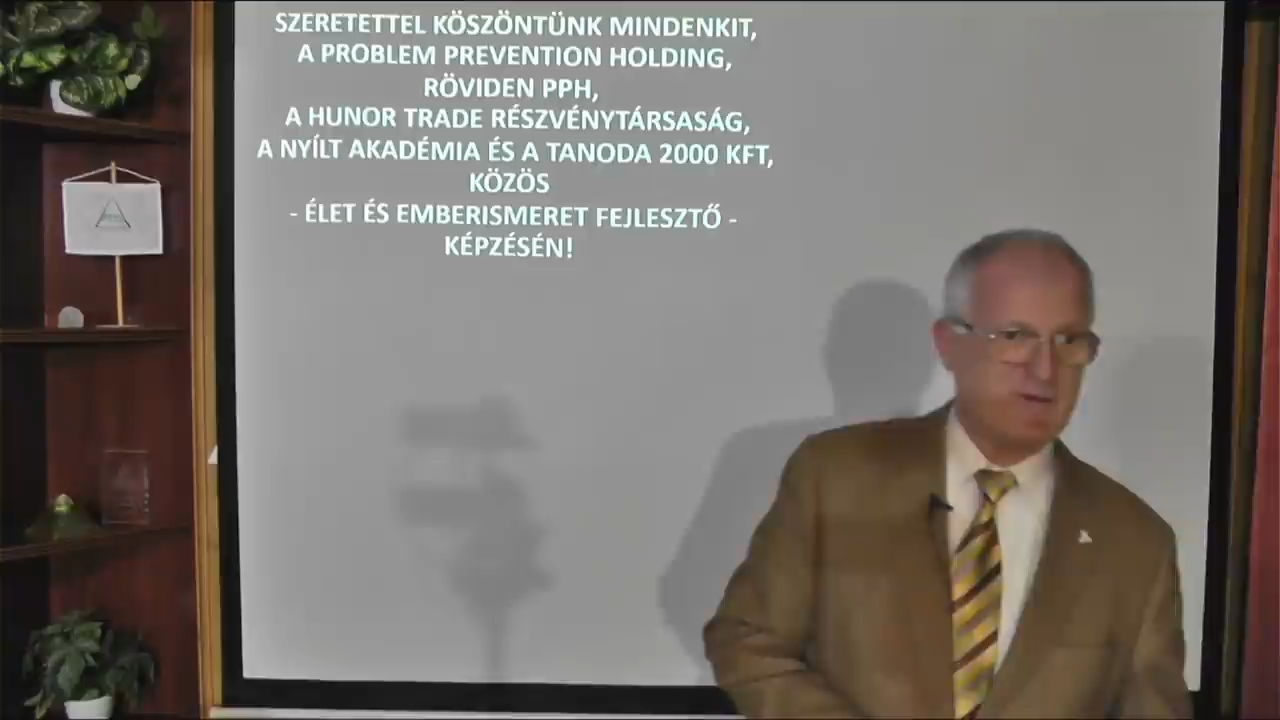 SZERETETTEL KÖSZÖNTÜNK MINDENKIT,
A PROBLEM PREVENTION HOLDING,
RÖVIDEN PPH,
A HUNOR TRADE RÉSZVÉNYTÁRSASÁG,
A NYÍLT AKADÉMIA ÉS A TANODA 2000 KFT,
KÖZÖS
- ÉLET ÉS EMBERISMERET FEJLESZTŐ -
KÉPZÉSÉN!